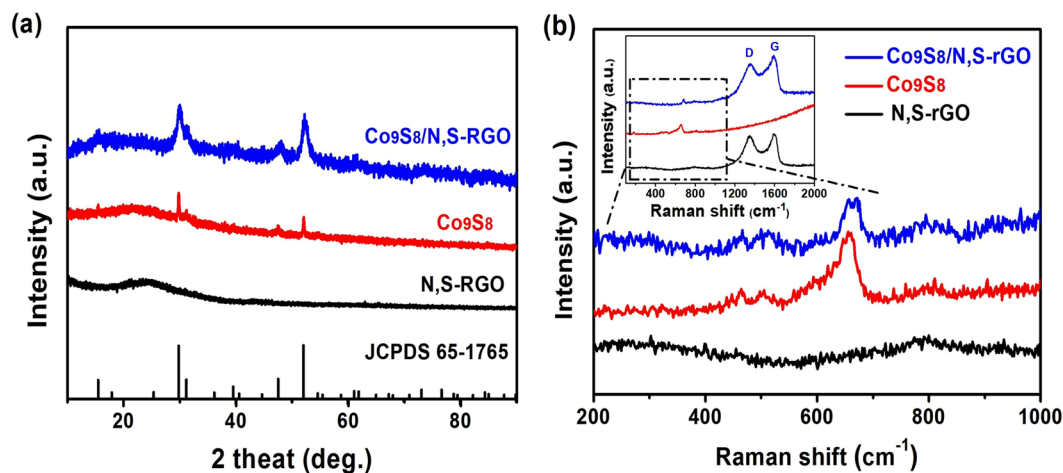 (a)
Intensity (a.u.)
Co9S8/N,S-RGO
Co9S8
N,S-RGO
JCPDS 65-1765
20 40 60 80
2 theat (deg.)
(b)
Intensity (a.u.)
Co9S8/N,S-rGO
Co9S8
N,S-rGO
D G
Intensity (a.u.)
400 800 1200 1600 2000
Raman shift (cm-1)
200 400 600 800 1000
Raman shift (cm-1)